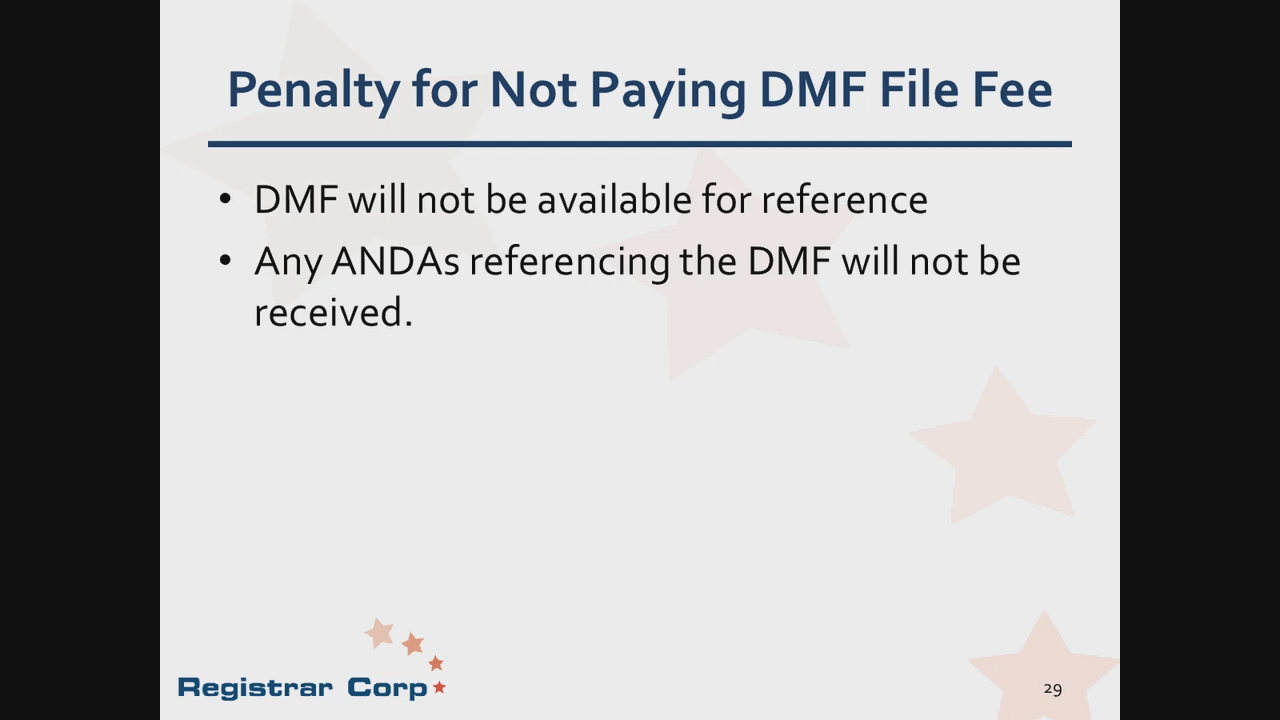 Penalty for Not Paying DMF File Fee
• DMF will not be available for reference
• Any ANDAs referencing the DMF will not be
received.
Registrar Corp
29